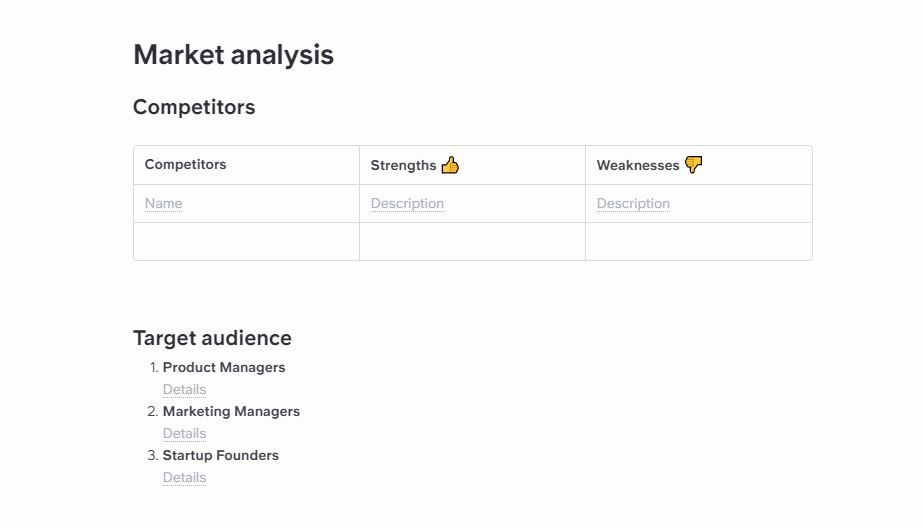 Market analysis
Competitors
Competitors Strengths 👍 Weaknesses 👎
Name Description Description
Target audience
1. Product Managers
Details
2. Marketing Managers
Details
3. Startup Founders
Details